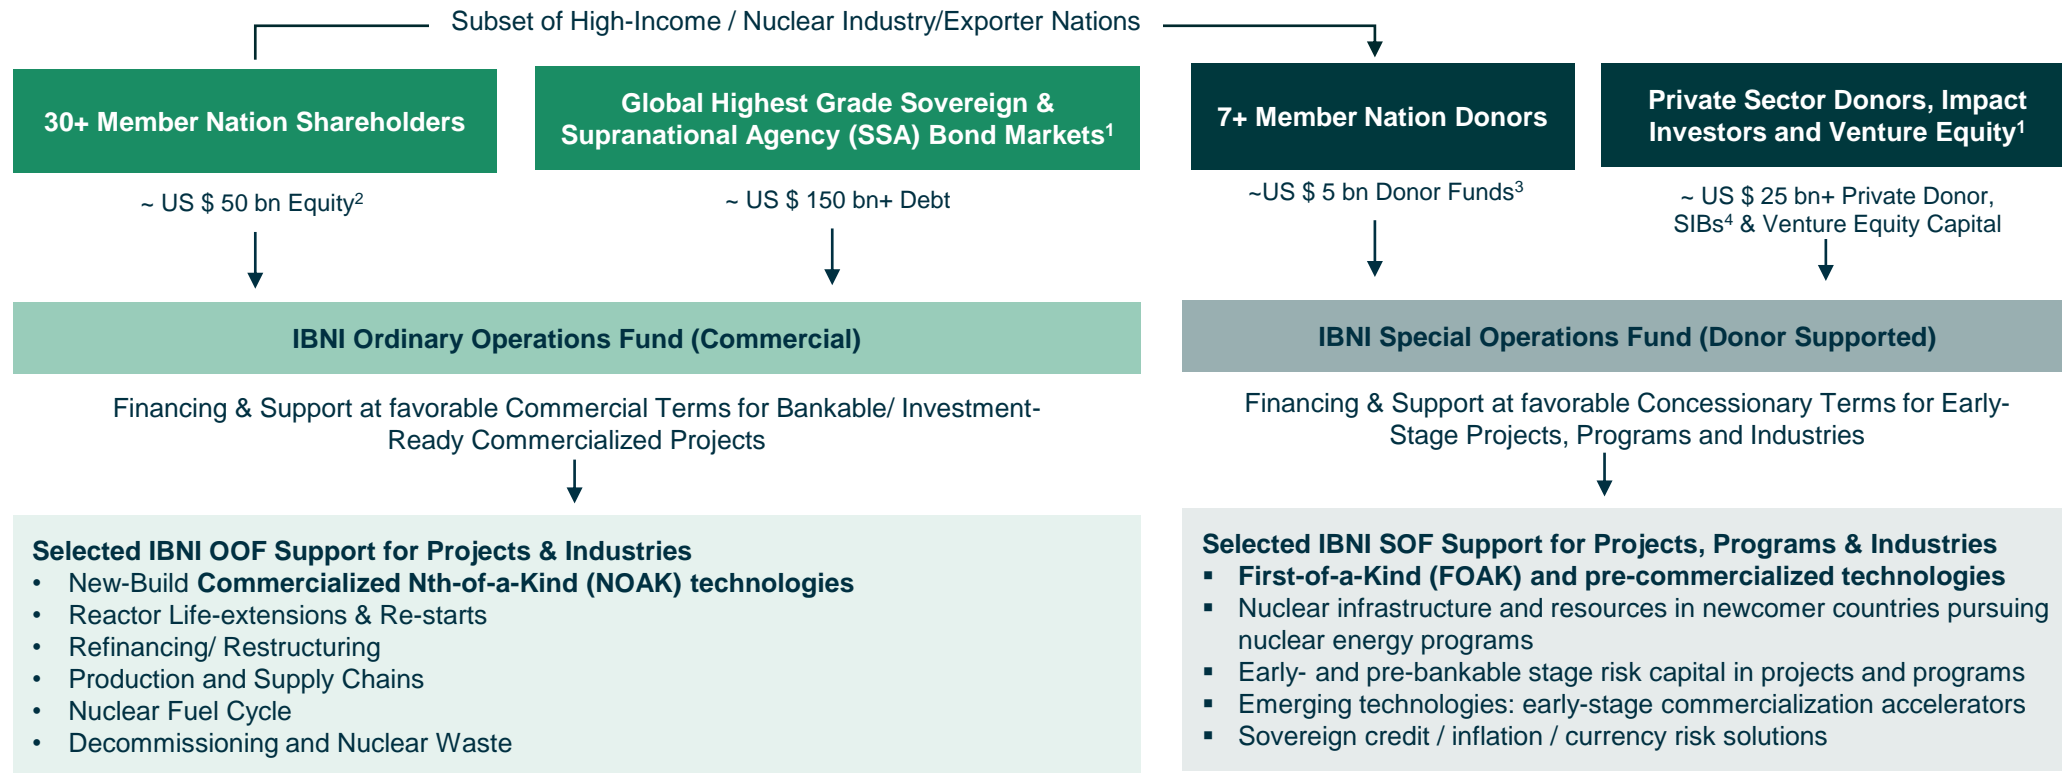 Subset of High-Income / Nuclear Industry/Exporter Nations
30+ Member Nation Shareholders
Global Highest Grade Sovereign &
Supranational Agency (SSA) Bond Markets¹
7+ Member Nation Donors
Private Sector Donors, Impact
Investors and Venture Equity¹
~ US $ 50 bn Equity²
~ US $ 150 bn+ Debt
~US $ 5 bn Donor Funds³
~ US $ 25 bn+ Private Donor,
SIBs⁴ & Venture Equity Capital
IBNI Ordinary Operations Fund (Commercial)
IBNI Special Operations Fund (Donor Supported)
Financing & Support at favorable Commercial Terms for Bankable/ Investment-
Ready Commercialized Projects
Financing & Support at favorable Concessionary Terms for Early-
Stage Projects, Programs and Industries
Selected IBNI OOF Support for Projects & Industries
• New-Build Commercialized Nth-of-a-Kind (NOAK) technologies
• Reactor Life-extensions & Re-starts
• Refinancing/ Restructuring
• Production and Supply Chains
• Nuclear Fuel Cycle
• Decommissioning and Nuclear Waste
Selected IBNI SOF Support for Projects, Programs & Industries
▪ First-of-a-Kind (FOAK) and pre-commercialized technologies
▪ Nuclear infrastructure and resources in newcomer countries pursuing
nuclear energy programs
▪ Early- and pre-bankable stage risk capital in projects and programs
▪ Emerging technologies: early-stage commercialization accelerators
▪ Sovereign credit / inflation / currency risk solutions